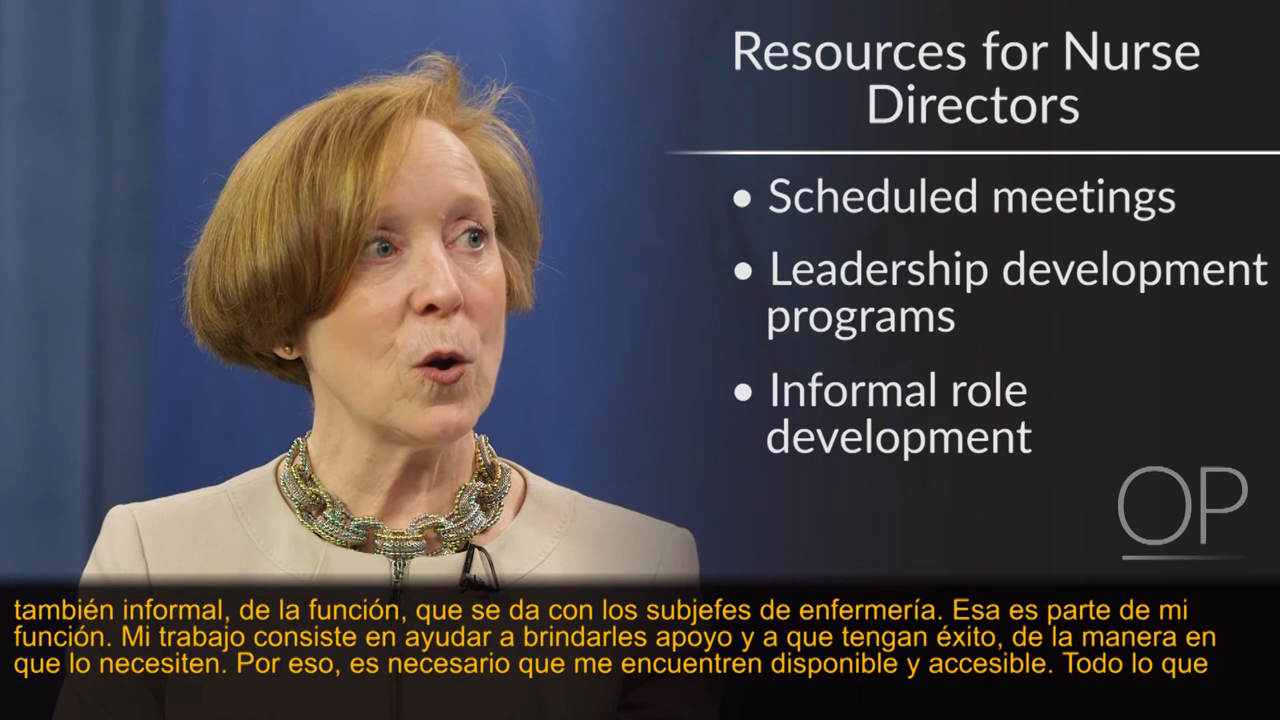 Resources for Nurse
Directors
• Scheduled meetings
• Leadership development
programs
• Informal role
development
OP
también informal, de la función, que se da con los subjefes de enfermería. Esa es parte de mi
función. Mi trabajo consiste en ayudar a brindarles apoyo y a que tengan éxito, de la manera en
que lo necesiten. Por eso, es necesario que me encuentren disponible y accesible. Todo lo que